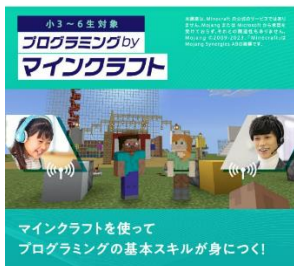 小3～6生対象
プログラミングby
マインクラフト
マインクラフトを使って
プログラミングの基本スキルが身につく!